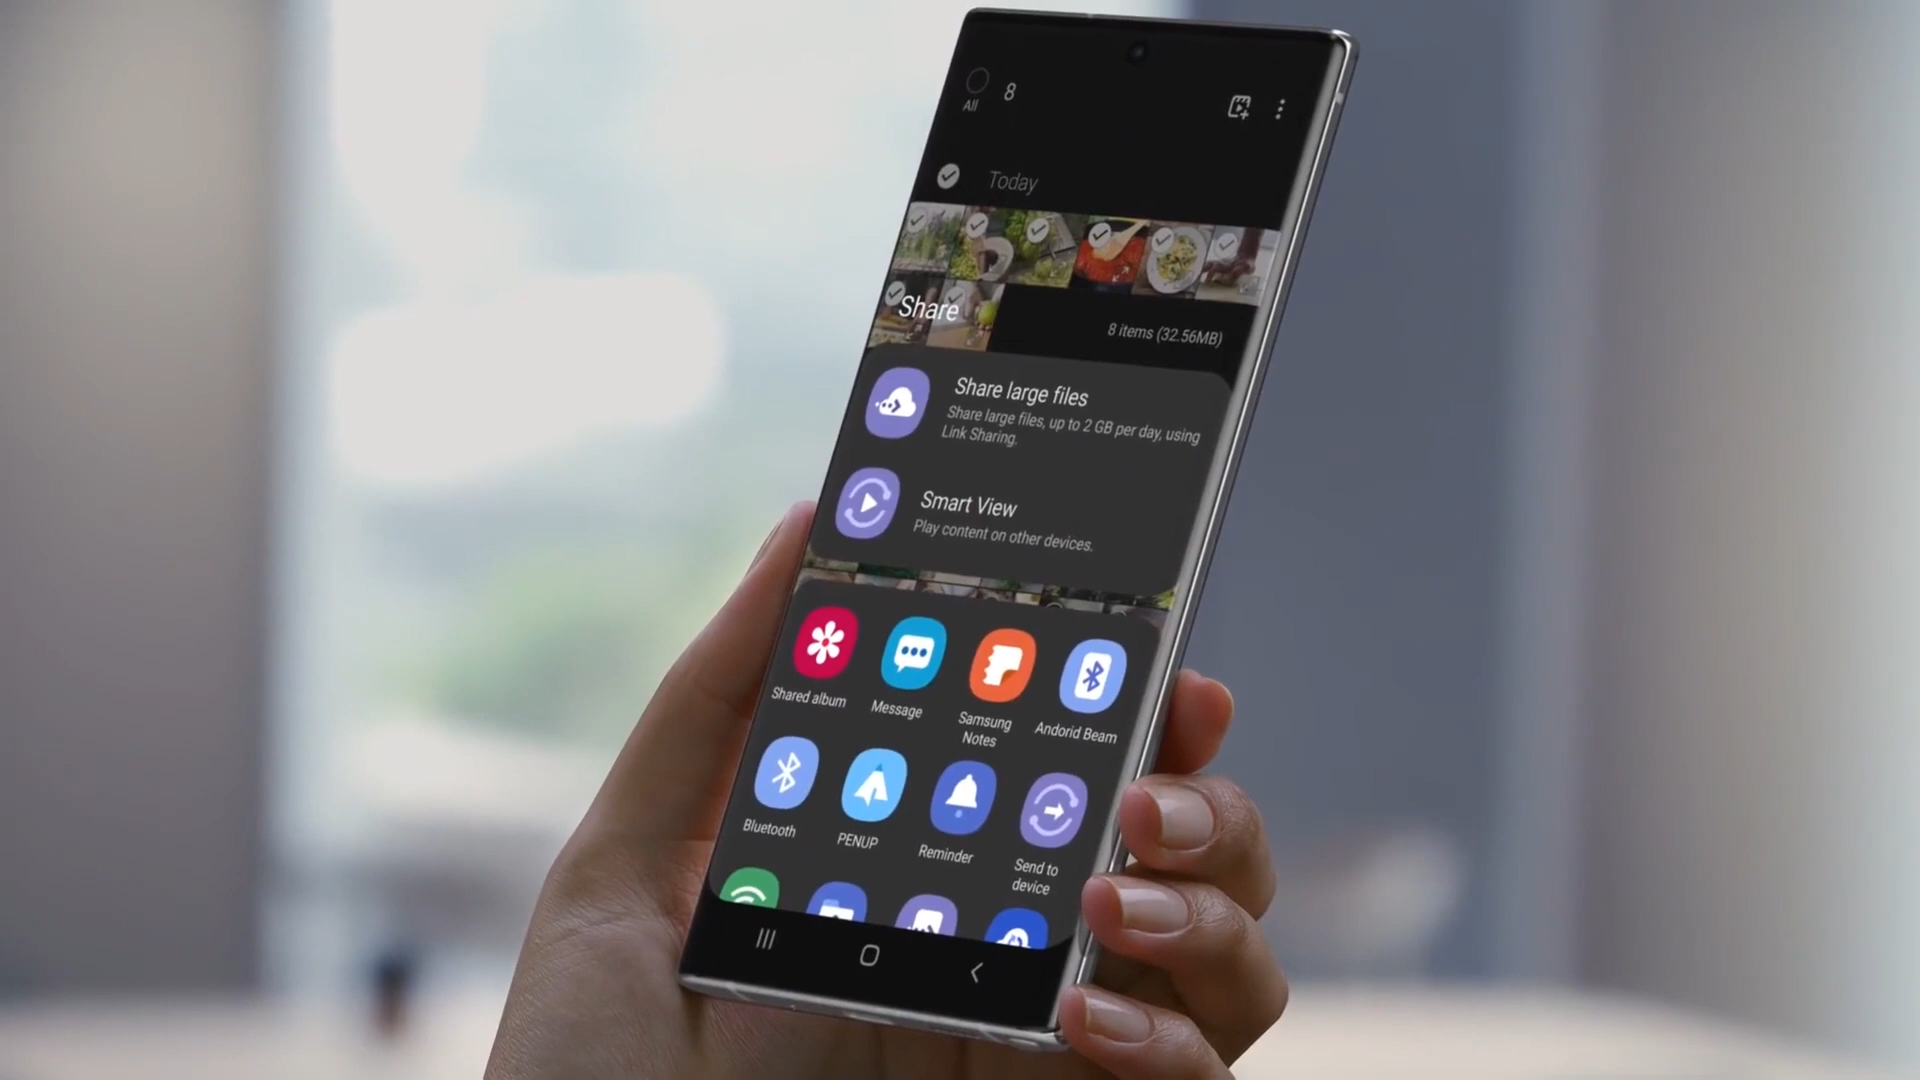 8
All
Today
Share
8 items (32.56MB)
Share large files
Share large files, up to 2 GB per day, using
Link Sharing.
Smart View
Play content on other devices.
Shared album
Message
Samsung
Notes
Andorid Beam
Bluetooth
PENUP
Reminder
Send to
device